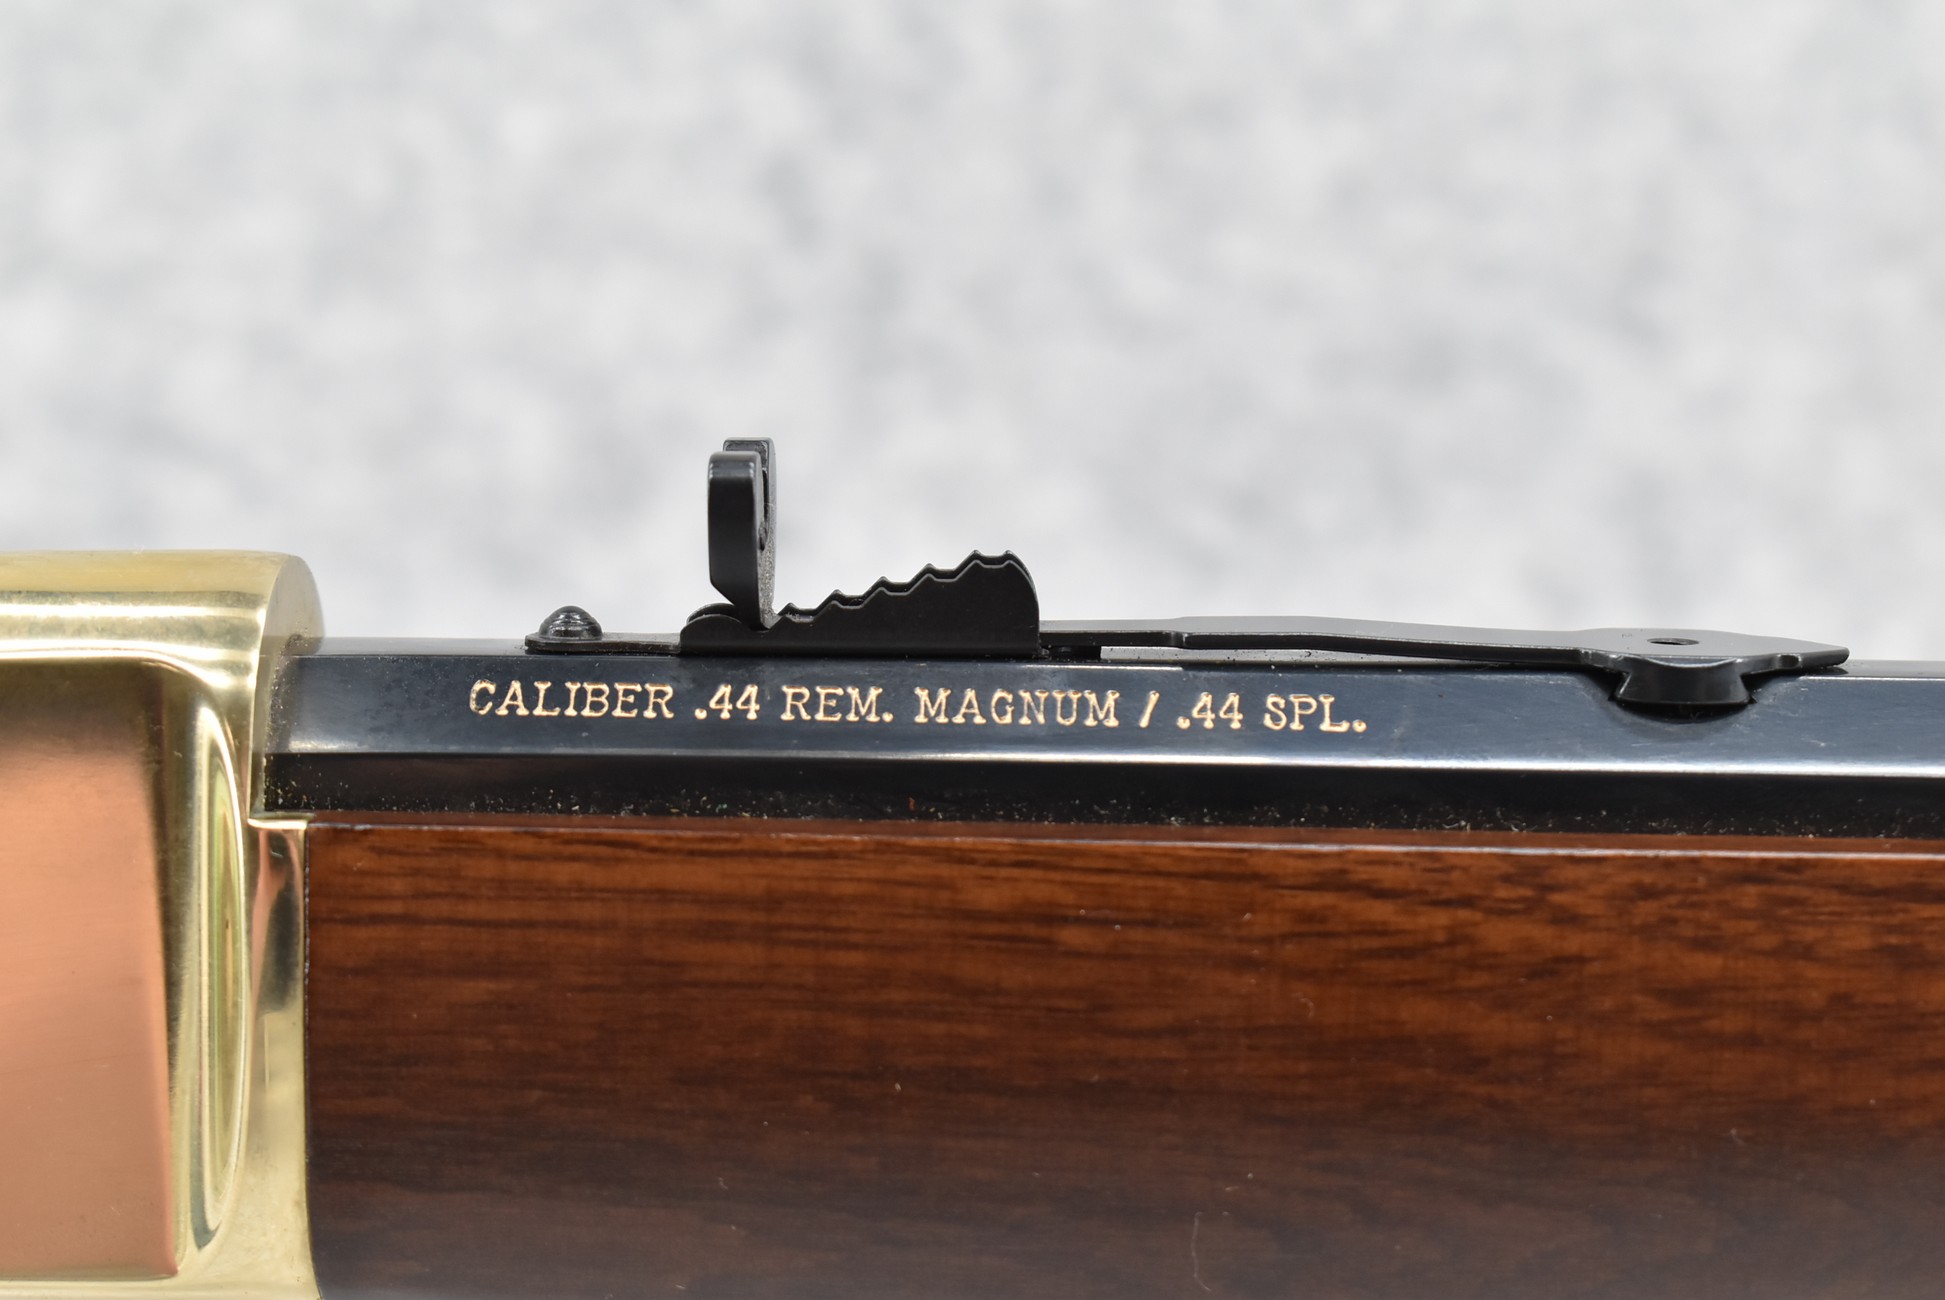 CALIBER .44 REM. MAGNUM / .44 SPL.